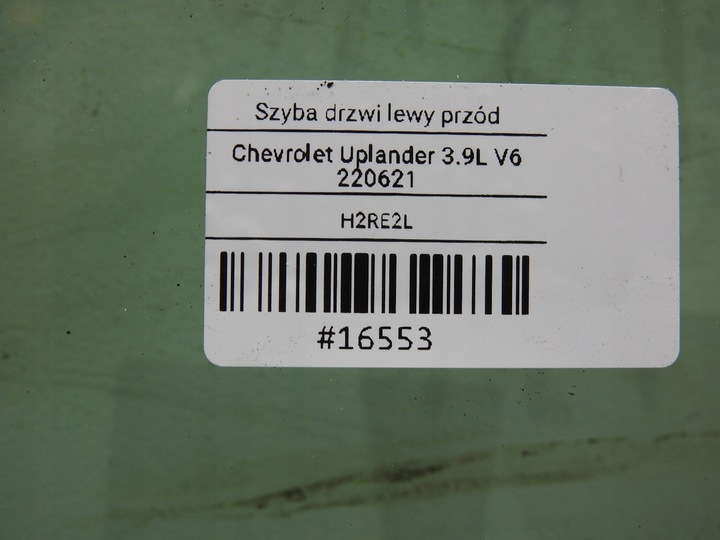 Szyba drzwi lewy przód
Chevrolet Uplander 3.9L V6
220621
H2RE2L
#16553